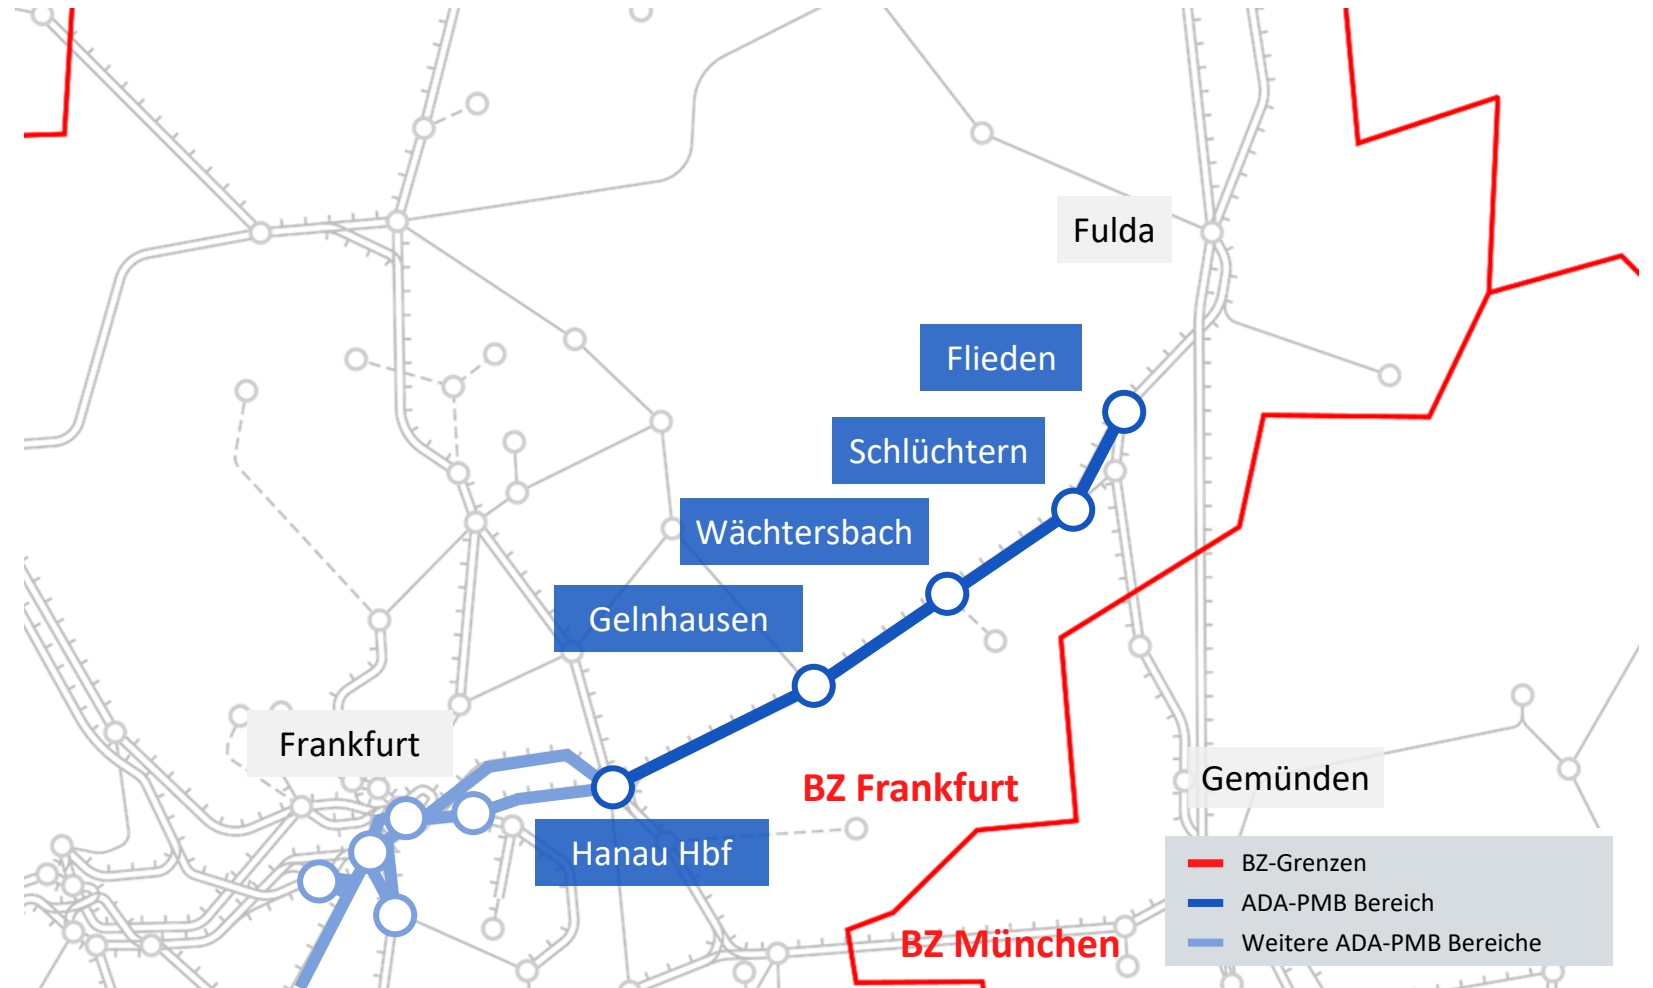 Fulda
Flieden
Schlüchtern
Wächtersbach
Gelnhausen
Frankfurt
BZ Frankfurt
Gemünden
Hanau Hbf
BZ München
BZ-Grenzen
ADA-PMB Bereich
Weitere ADA-PMB Bereiche